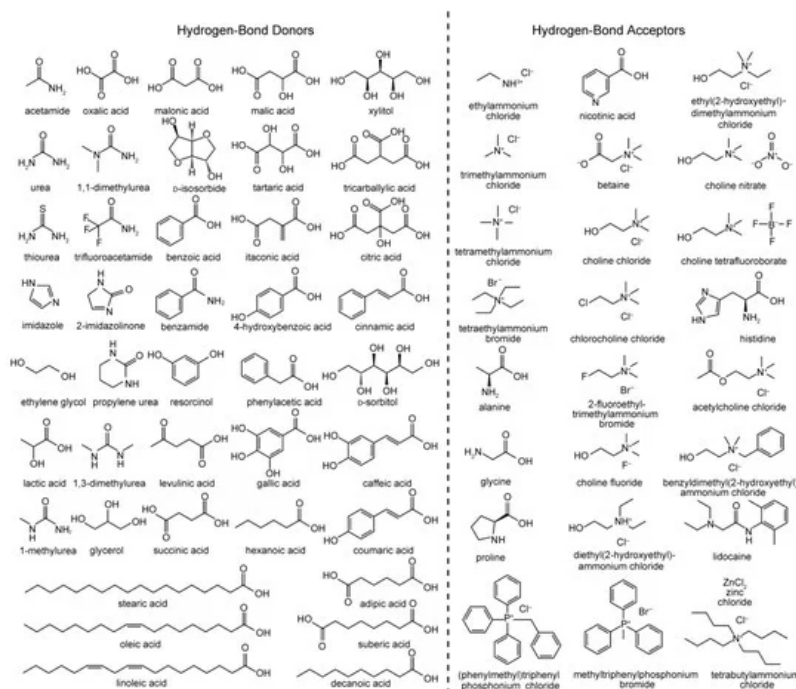 Hydrogen-Bond Donors
acetamide
oxalic acid
malonic acid
malic acid
xylitol
urea
1,1-dimethylurea
D-isosorbide
tartaric acid
tricarballylic acid
thiourea
trifluoroacetamide
benzoic acid
itaconic acid
citric acid
imidazole
2-imidazolinone
benzamide
4-hydroxybenzoic acid
cinnamic acid
ethylene glycol
propylene urea
resorcinol
phenylacetic acid
D-sorbitol
lactic acid
1,3-dimethylurea
levulinic acid
gallic acid
caffeic acid
1-methylurea
glycerol
succinic acid
hexanoic acid
coumaric acid
stearic acid
adipic acid
oleic acid
suberic acid
linoleic acid
decanoic acid
Hydrogen-Bond Acceptors
ethylammonium
chloride
nicotinic acid
ethyl(2-hydroxyethyl)-
dimethylammonium
chloride
trimethylammonium
chloride
betaine
choline nitrate
tetramethylammonium
chloride
choline chloride
choline tetrafluoroborate
tetraethylammonium
bromide
chlorocholine chloride
histidine
alanine
2-fluoroethyl-
trimethylammonium
bromide
acetylcholine chloride
glycine
choline fluoride
benzyldimethyl(2-hydroxyethyl)
ammonium chloride
proline
diethyl(2-hydroxyethyl)-
ammonium chloride
lidocaine
ZnCl2
zinc
chloride
(phenylmethyl)triphenyl
phosphonium chloride
methyltriphenylphosphonium
bromide
tetrabutylammonium
chloride